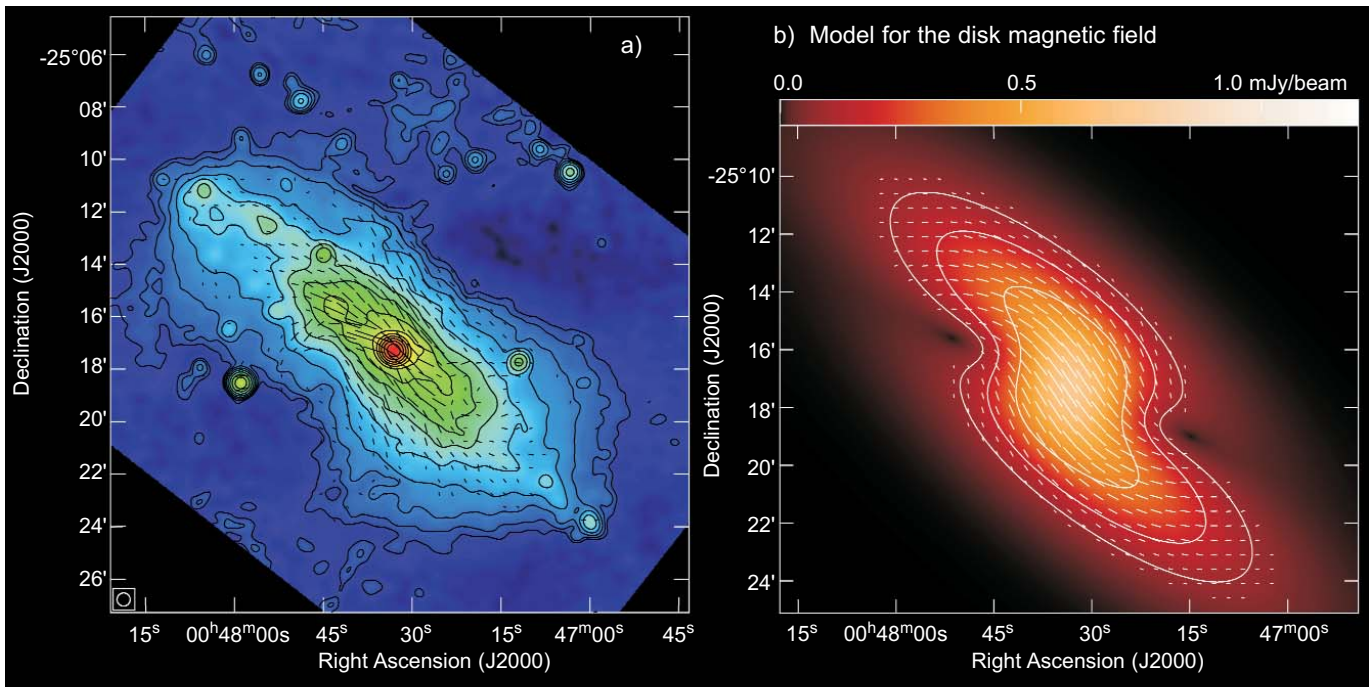 a)
-25°06'
08'
10'
12'
14'
16'
18'
20'
22'
24'
26'
Declination (J2000)
15ˢ 00ʰ48ᵐ00ˢ 45ˢ 30ˢ 15ˢ 47ᵐ00ˢ 45ˢ
Right Ascension (J2000)
b) Model for the disk magnetic field
0.0 0.5 1.0 mJy/beam
-25°10'
12'
14'
16'
18'
20'
22'
24'
Declination (J2000)
15ˢ 00ʰ48ᵐ00ˢ 45ˢ 30ˢ 15ˢ 47ᵐ00ˢ
Right Ascension (J2000)